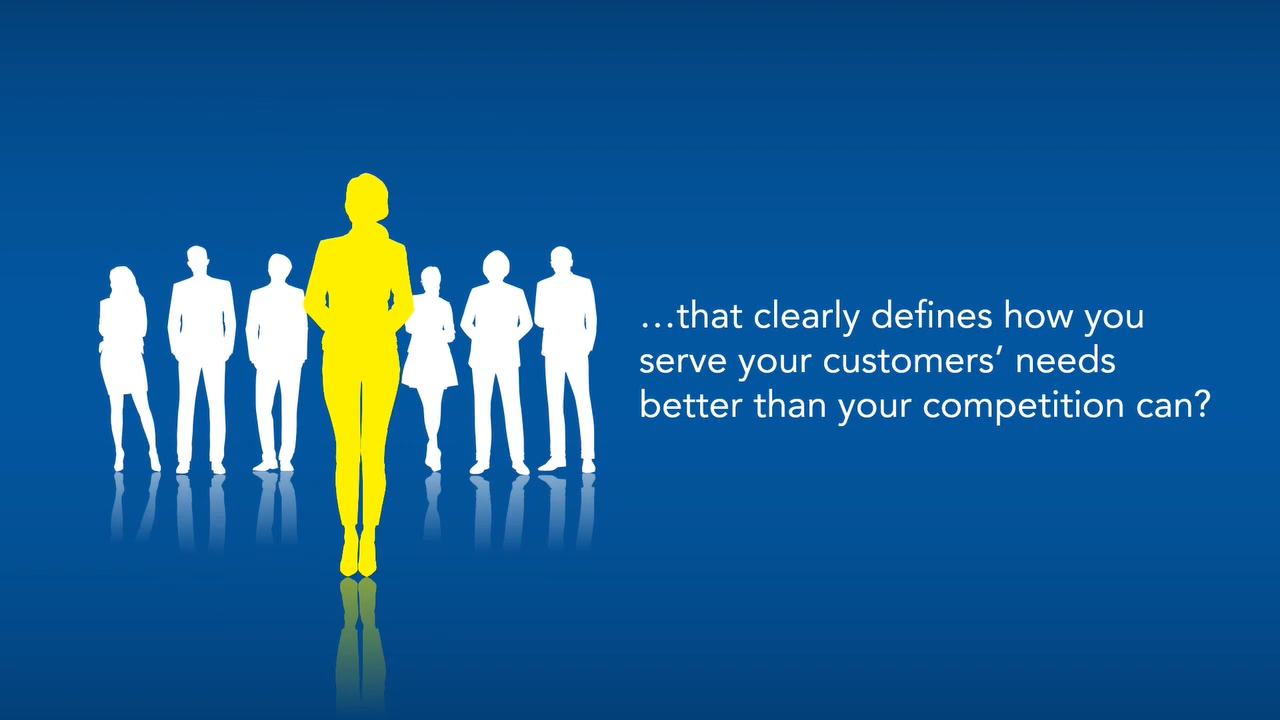 …that clearly defines how you
serve your customers’ needs
better than your competition can?